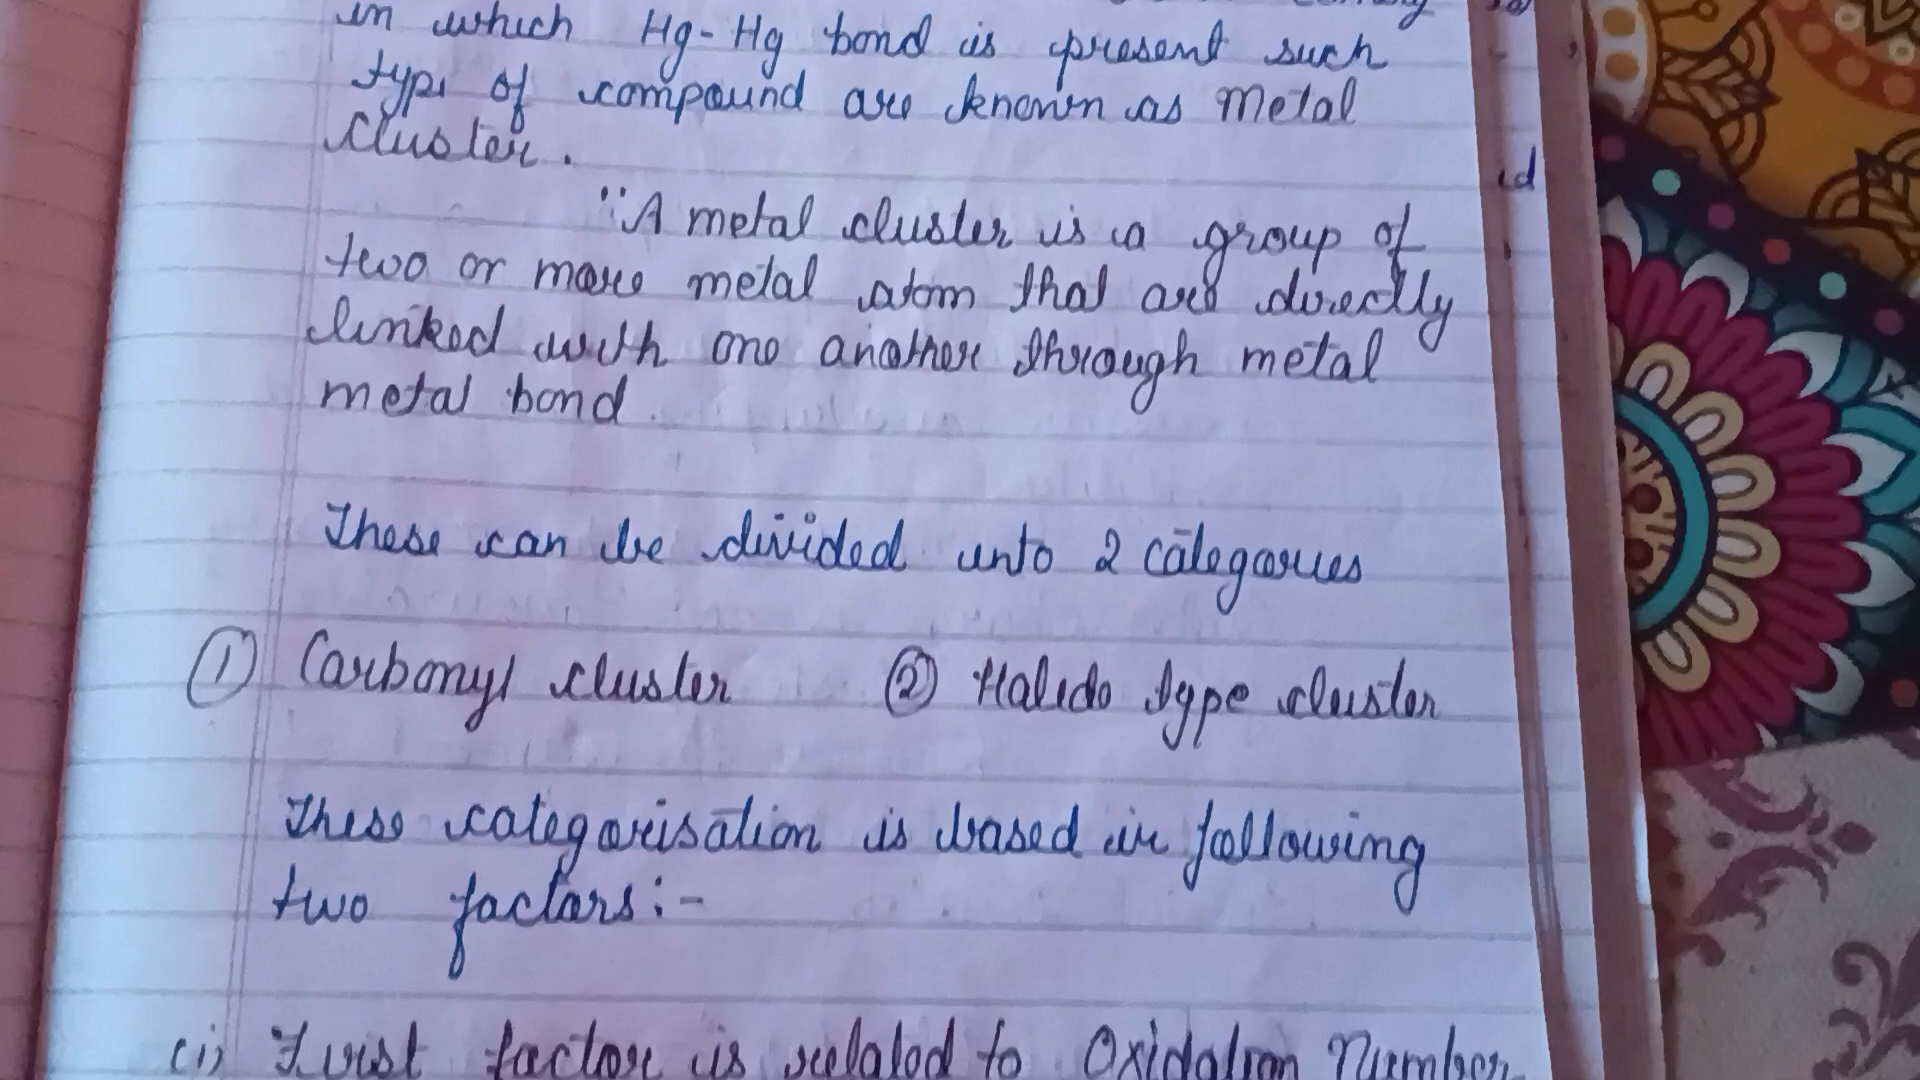 in which Hg-Hg bond is present such
type of compound are known as Metal
cluster.
"A metal cluster is a group of
two or more metal atom that are directly
linked with one another through metal
metal bond
These can be divided into 2 categories
① Carbonyl cluster ② Halide type cluster
These categorisation is based in following
two factors:-
(i) First factor is related to Oxidation Number